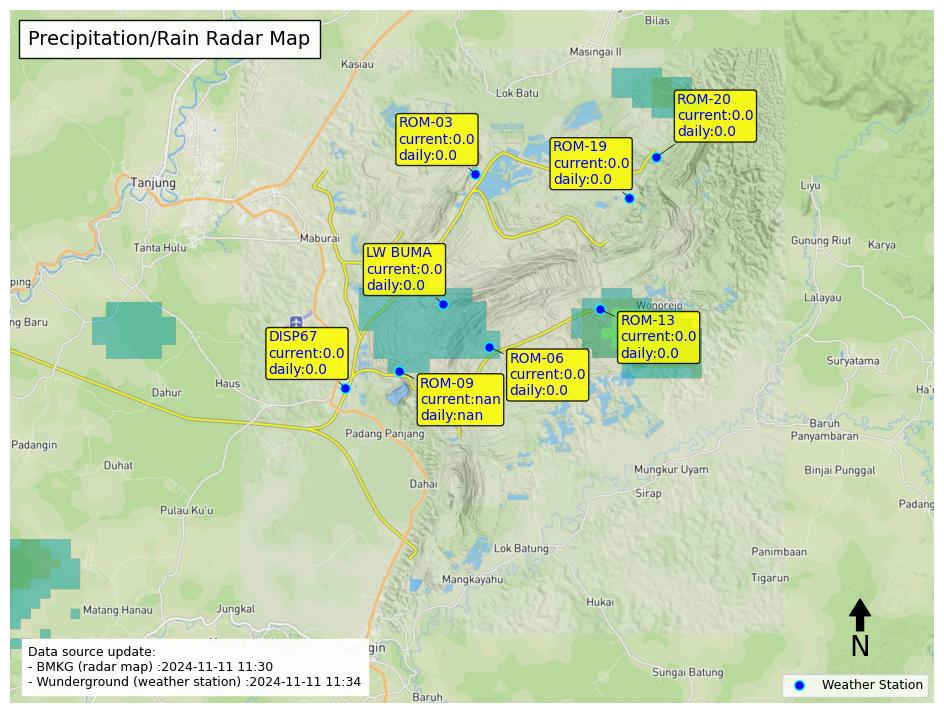 Precipitation/Rain Radar Map
Bilas
Masingai II
Kasiau
Lok Batu
ROM-20
current:0.0
daily:0.0
ROM-03
current:0.0
daily:0.0
ROM-19
current:0.0
daily:0.0
Tanjung
Liyu
Maburai
Tanta Hulu
Gunung Riut
Karya
LW BUMA
current:0.0
daily:0.0
ping
Lalayau
Wonorejo
ng Baru
ROM-13
current:0.0
daily:0.0
DISP67
current:0.0
daily:0.0
ROM-06
current:0.0
daily:0.0
Suryatama
Haus
Dahur
Ha'
ROM-09
current:nan
daily:nan
Padang Panjang
Baruh
Panyambaran
Padangin
Duhat
Mungkur Uyam
Binjai Punggal
Dahai
Sirap
Padang
Pulau Ku'u
Lok Batung
Panimbaan
Mangkayahu
Tigarun
Matang Hanau
Jungkal
Hukai
N
Sungai Batung
Baruh
Data source update:
- BMKG (radar map) :2024-11-11 11:30
- Wunderground (weather station) :2024-11-11 11:34
Weather Station